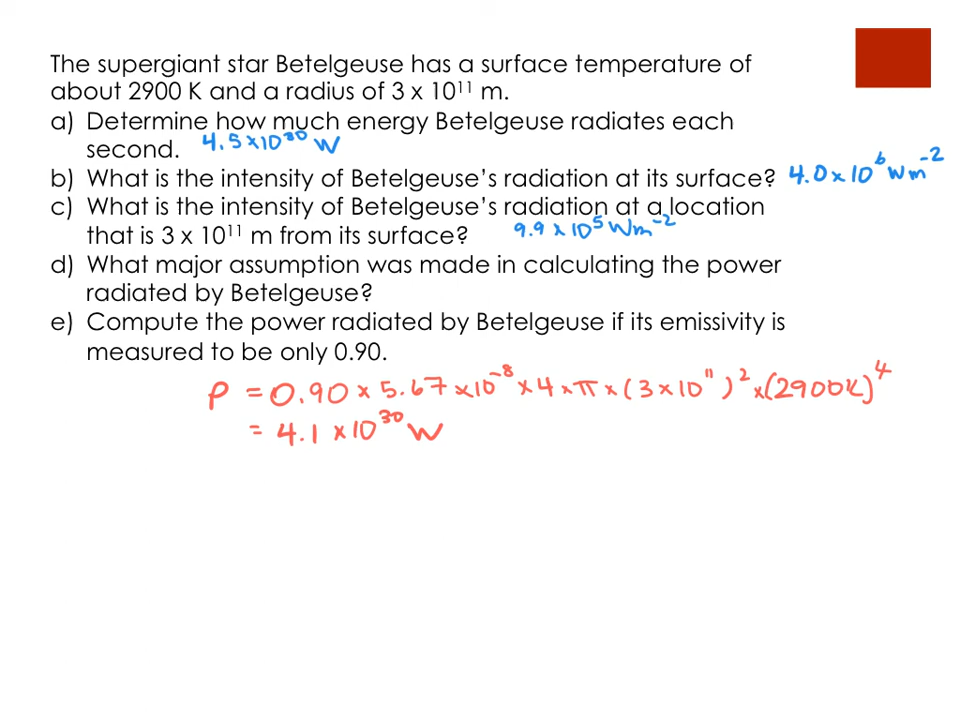 The supergiant star Betelgeuse has a surface temperature of
about 2900 K and a radius of 3 x 10¹¹ m.
a) Determine how much energy Betelgeuse radiates each
second. 4.5 × 10³⁰ W
b) What is the intensity of Betelgeuse's radiation at its surface? 4.0 × 10⁶ Wm⁻²
c) What is the intensity of Betelgeuse's radiation at a location
that is 3 x 10¹¹ m from its surface? 9.9 × 10⁵ Wm⁻²
d) What major assumption was made in calculating the power
radiated by Betelgeuse?
e) Compute the power radiated by Betelgeuse if its emissivity is
measured to be only 0.90.
P = 0.90 × 5.67 × 10⁻⁸ × 4 × π × (3 × 10¹¹)² × (2900K)⁴
= 4.1 × 10³⁰ W